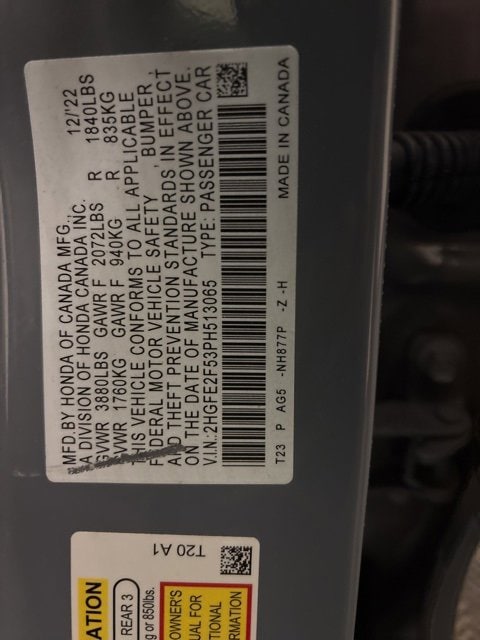 MFD.BY HONDA OF CANADA MFG.,
A DIVISION OF HONDA CANADA INC. 12/'22
GVWR 3880LBS GAWR F 2072LBS R 1840LBS
GVWR 1760KG GAWR F 940KG R 835KG
THIS VEHICLE CONFORMS TO ALL APPLICABLE
FEDERAL MOTOR VEHICLE SAFETY , BUMPER ,
AND THEFT PREVENTION STANDARDS IN EFFECT
ON THE DATE OF MANUFACTURE SHOWN ABOVE.
V.I.N.:2HGFE2F53PH513065 TYPE: PASSENGER CAR
T23 P AG5 -NH877P -Z -H MADE IN CANADA
T20 A1
ATION
REAR 3
g or 850lbs.
OWNER'S
UAL FOR
TIONAL
RMATION